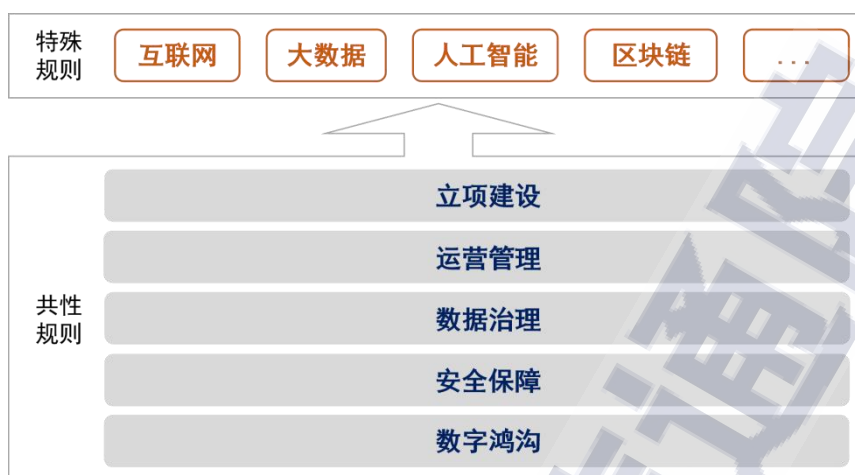 特殊
规则
互联网 大数据 人工智能 区块链 ...
立项建设
运营管理
数据治理
共性
规则
安全保障
数字鸿沟
通院